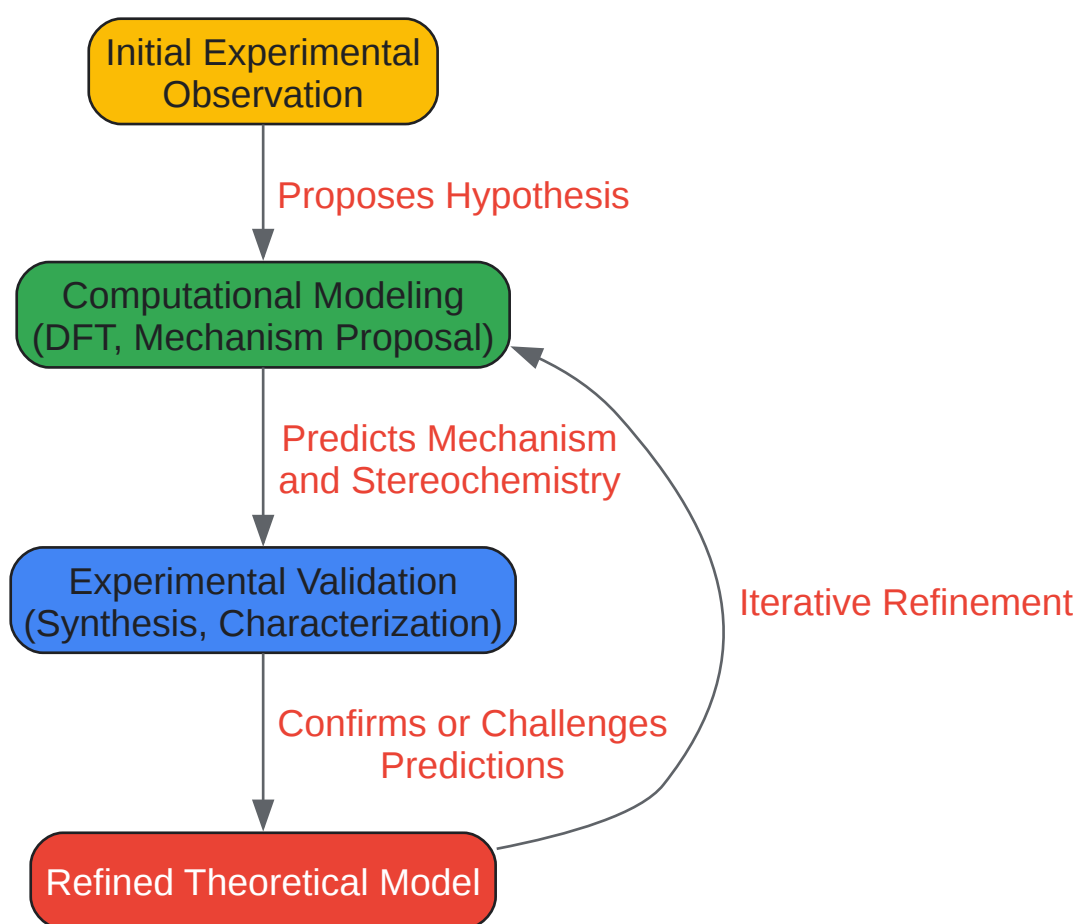 Initial Experimental
Observation
Proposes Hypothesis
Computational Modeling
(DFT, Mechanism Proposal)
Predicts Mechanism
and Stereochemistry
Experimental Validation
(Synthesis, Characterization)
Iterative Refinement
Confirms or Challenges
Predictions
Refined Theoretical Model